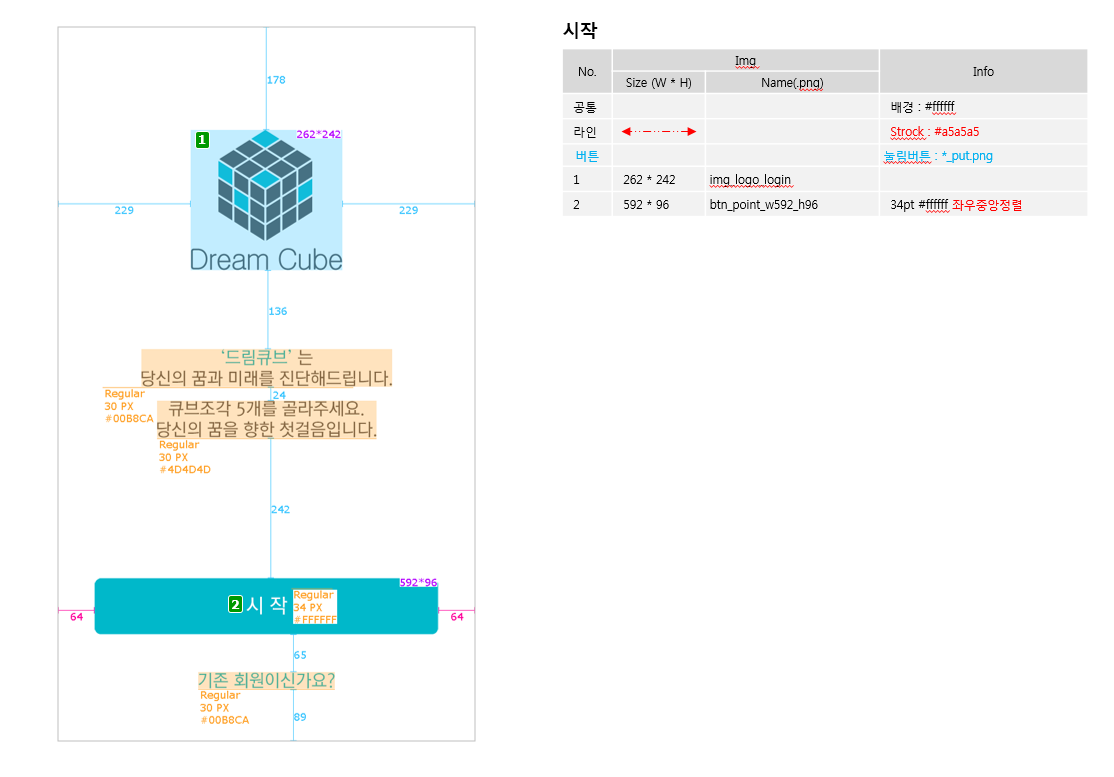 178
1
262*242
229
229
Dream Cube
136
‘드림큐브’ 는
당신의 꿈과 미래를 진단해드립니다.
Regular
30 PX
#00B8CA
24
큐브조각 5개를 골라주세요.
당신의 꿈을 향한 첫걸음입니다.
Regular
30 PX
#4D4D4D
242
592*96
2 시 작
Regular
34 PX
#FFFFFF
64
64
65
기존 회원이신가요?
Regular
30 PX
#00B8CA
89
시작
No. Img Info
Size (W * H) Name(.png)
공통 배경 : #ffffff
라인 Strock : #a5a5a5
버튼 눌림버튼 : *_put.png
1 262 * 242 img_logo_login
2 592 * 96 btn_point_w592_h96 34pt #ffffff 좌우중앙정렬